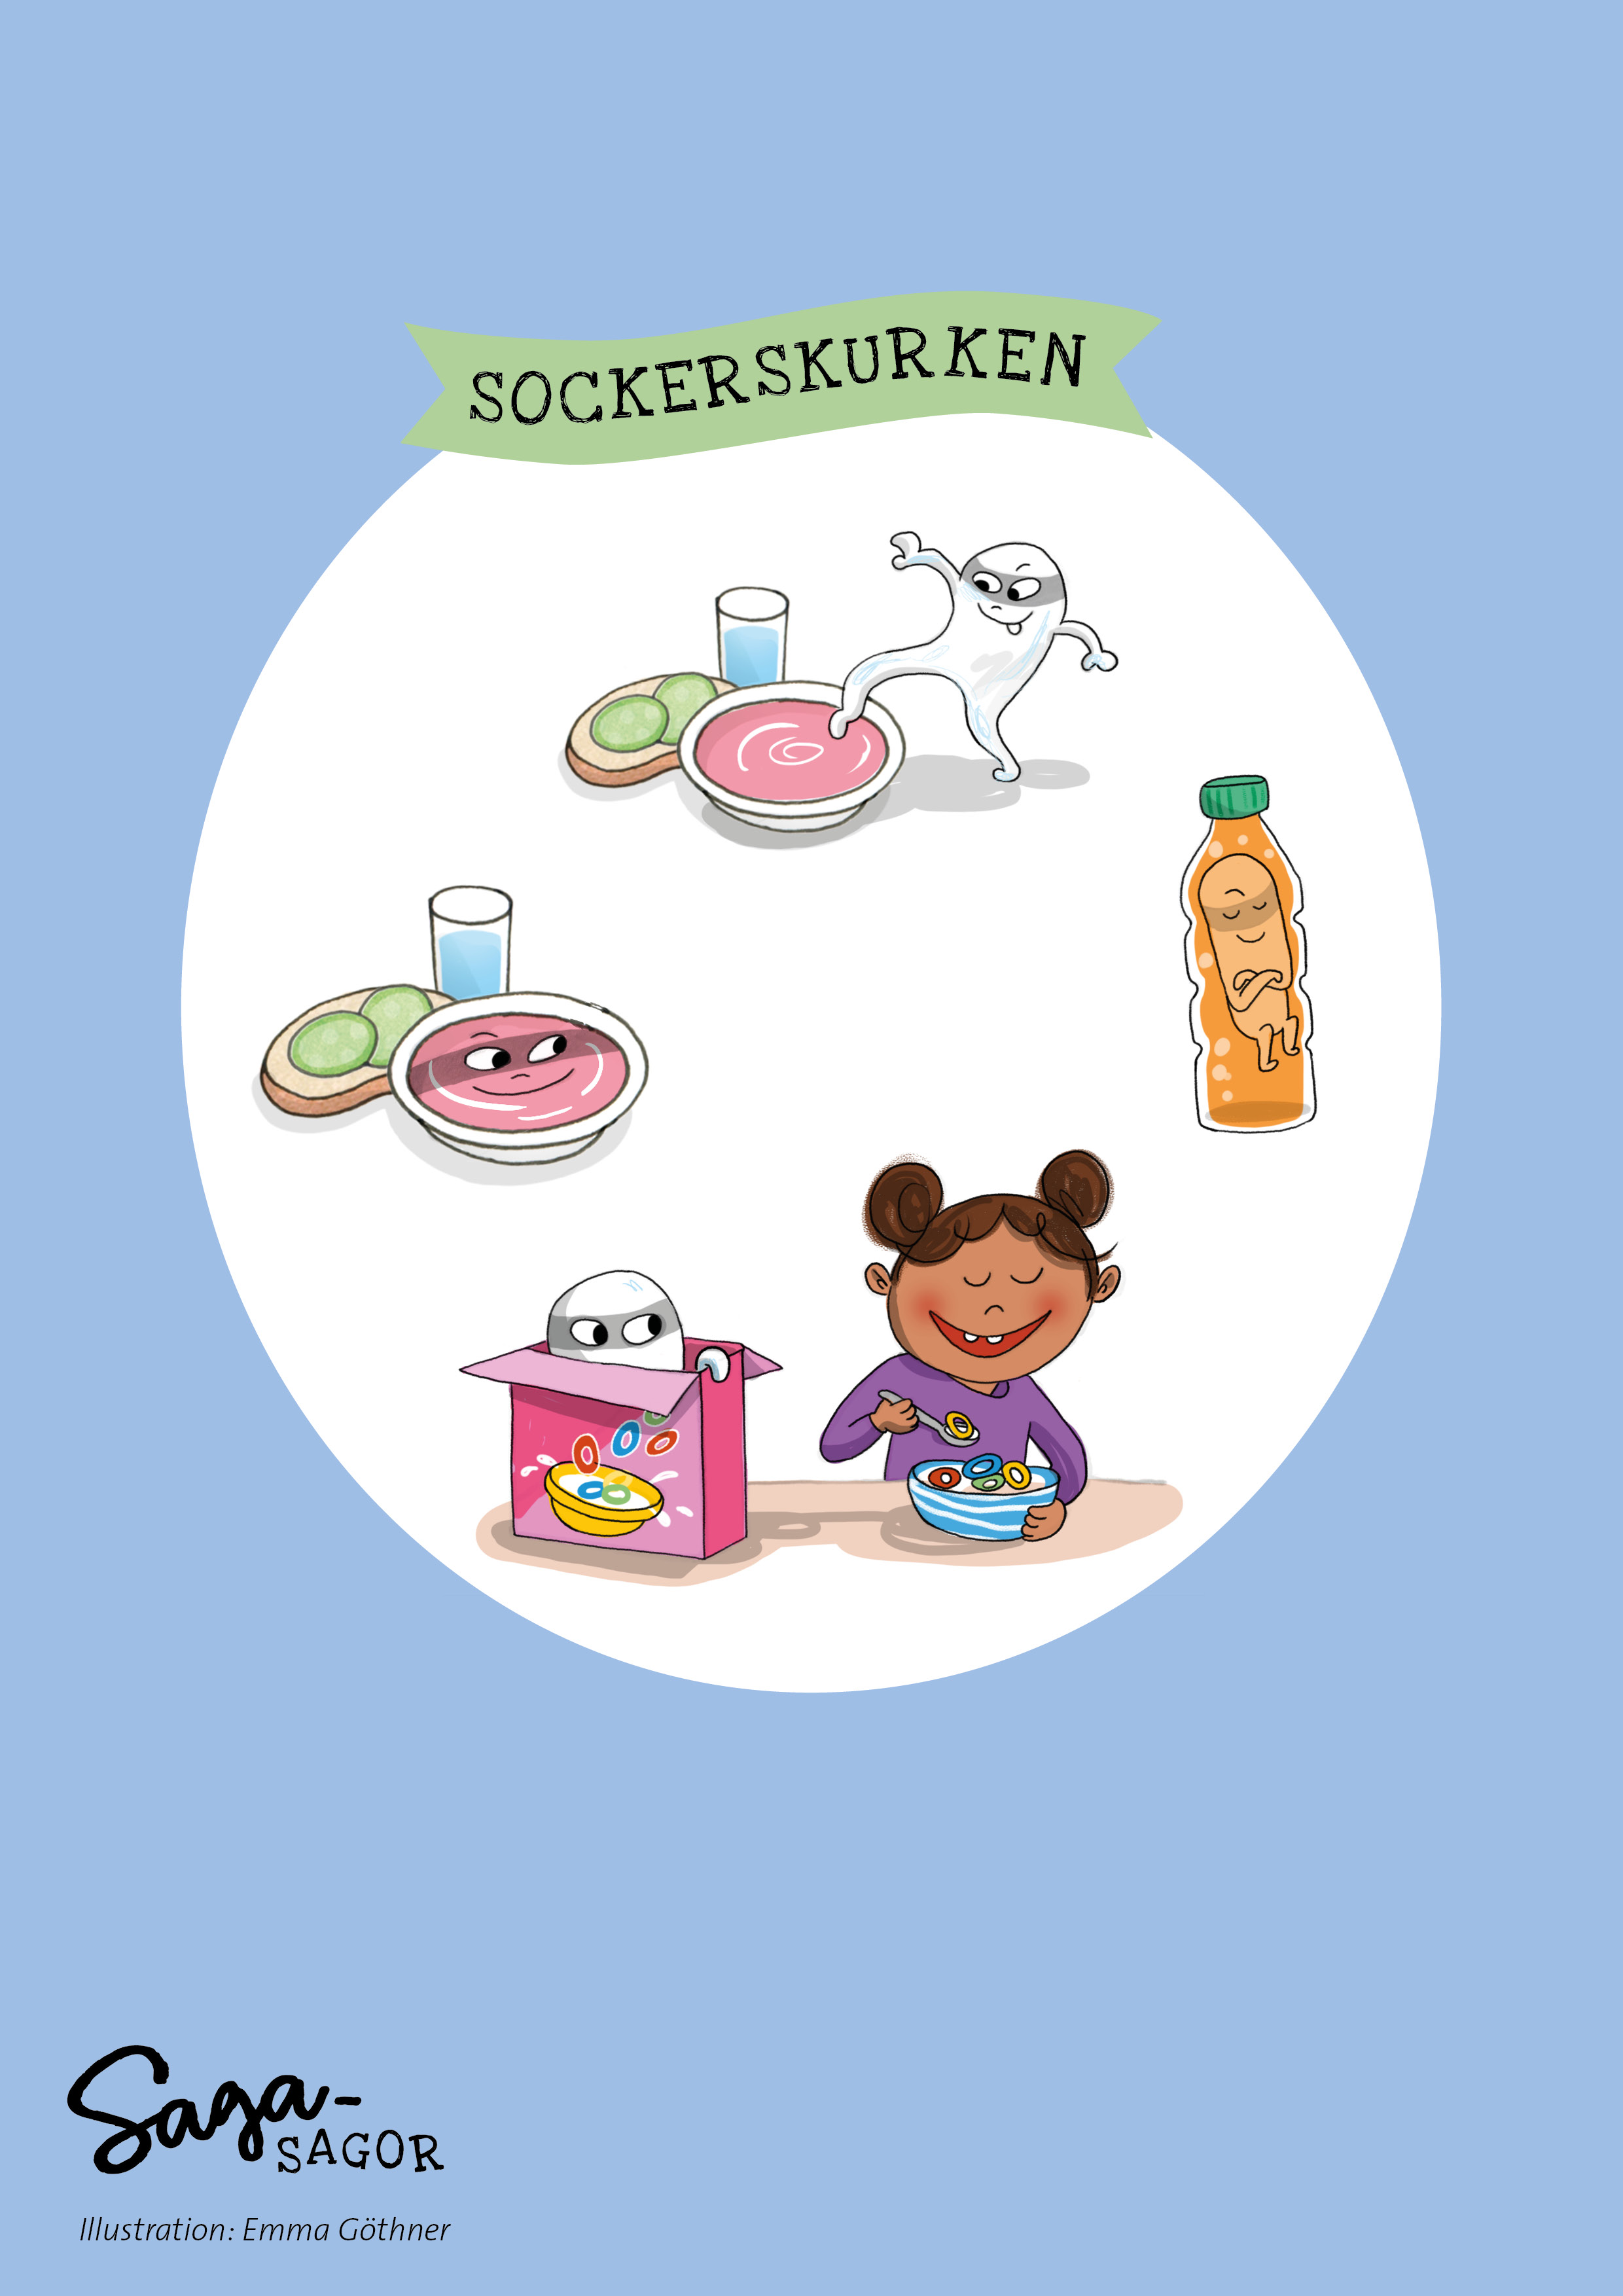 SOCKERSKURKEN
Saga-
SAGOR
Illustration: Emma Göthner